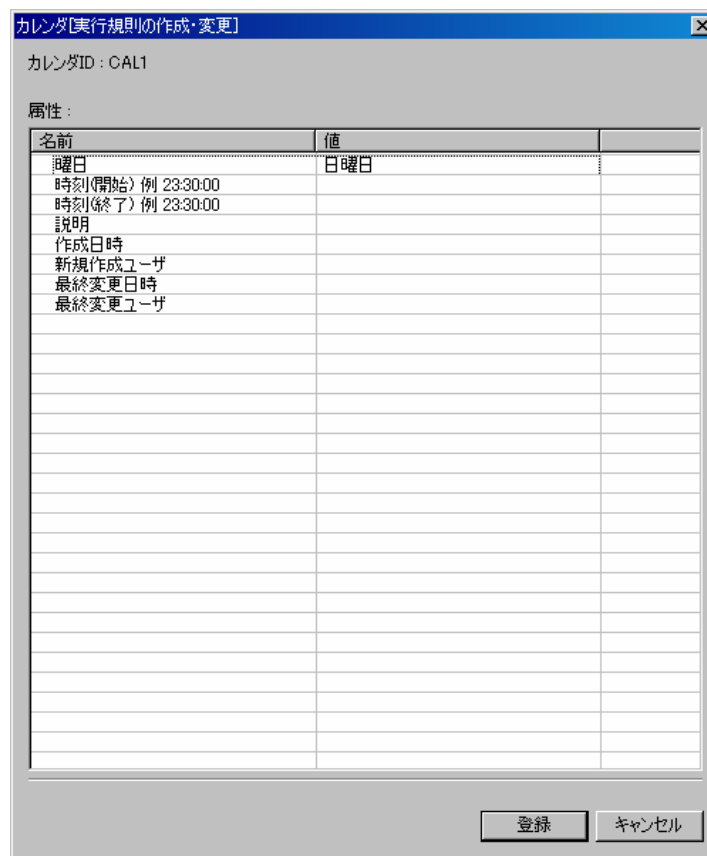 カレンダ[実行規則の作成・変更]
カレンダID : CAL1
属性 :
名前 値
曜日 日曜日
時刻(開始) 例 23:30:00
時刻(終了) 例 23:30:00
説明
作成日時
新規作成ユーザ
最終変更日時
最終変更ユーザ
登録 キャンセル